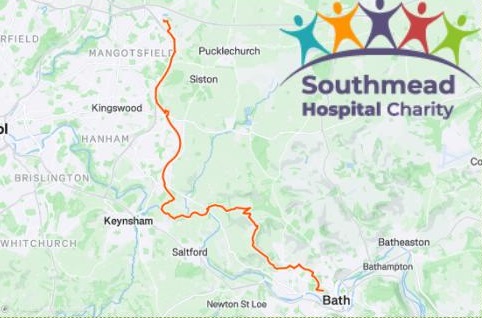 RFIELD
MANGOTSFIELD
Pucklechurch
Siston
Southmead
Hospital Charity
Kingswood
ol
HANHAM
Co
BRISLINGTON
Keynsham
WHITCHURCH
Saltford
Batheaston
Bathampton
Newton St Loe
Bath